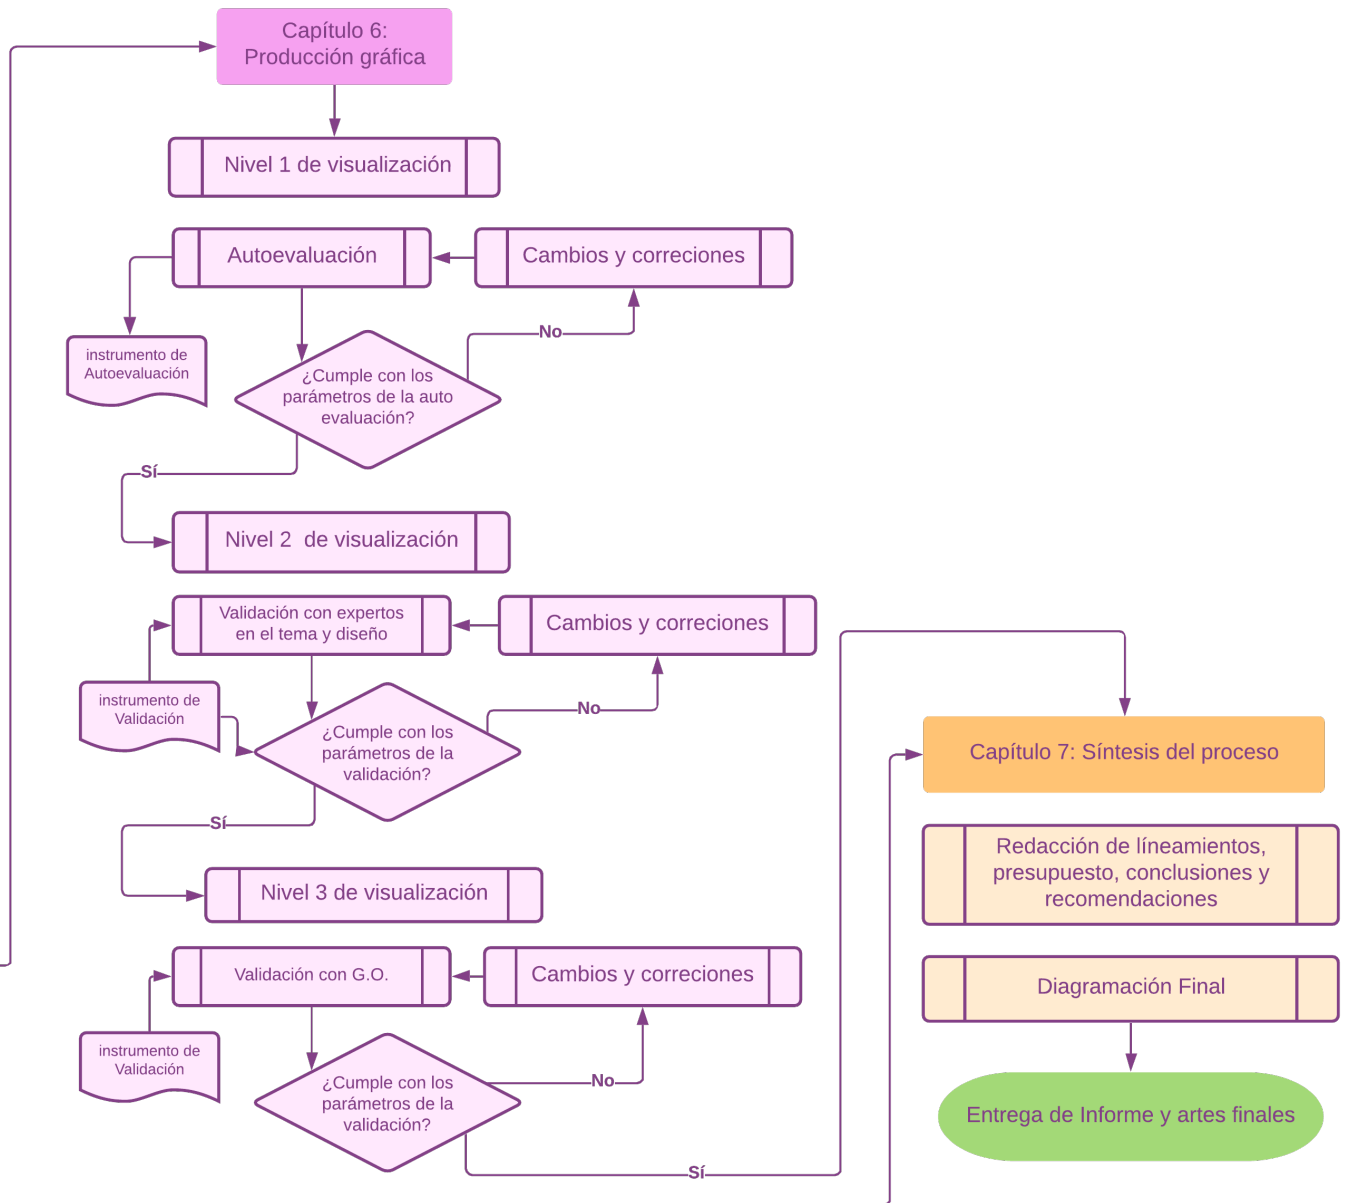 Capítulo 6:
Producción gráfica
Nivel 1 de visualización
Autoevaluación
Cambios y correciones
No
instrumento de
Autoevaluación
¿Cumple con los
parámetros de la auto
evaluación?
Sí
Nivel 2  de visualización
Validación con expertos
en el tema y diseño
Cambios y correciones
No
instrumento de
Validación
¿Cumple con los
parámetros de la
validación?
Sí
Nivel 3 de visualización
Validación con G.O.
Cambios y correciones
No
instrumento de
Validación
¿Cumple con los
parámetros de la
validación?
Sí
Capítulo 7: Síntesis del proceso
Redacción de líneamientos,
presupuesto, conclusiones y
recomendaciones
Diagramación Final
Entrega de Informe y artes finales